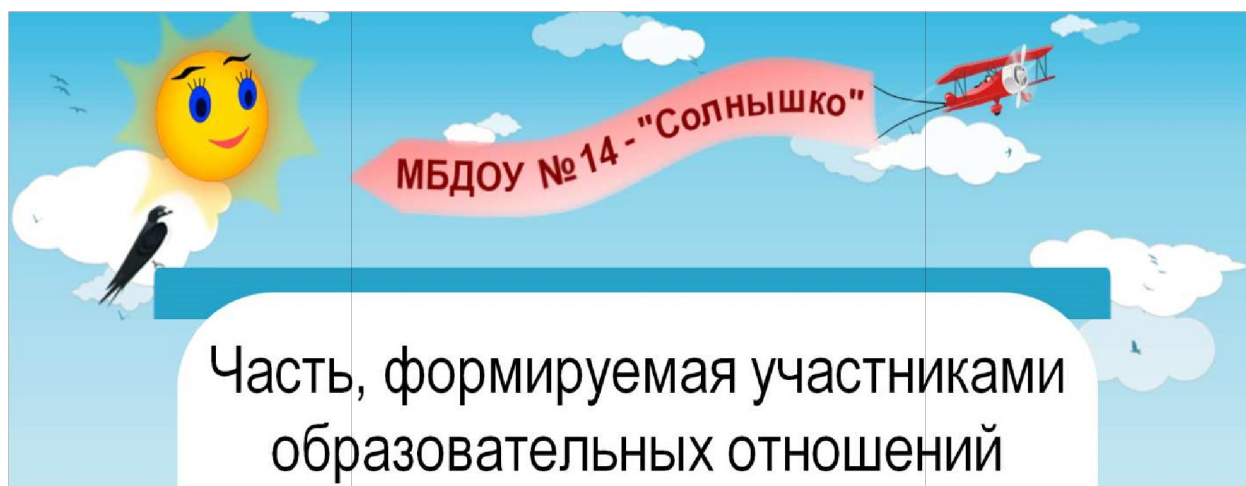 МБДОУ №14 - "Солнышко"
Часть, формируемая участниками
образовательных отношений